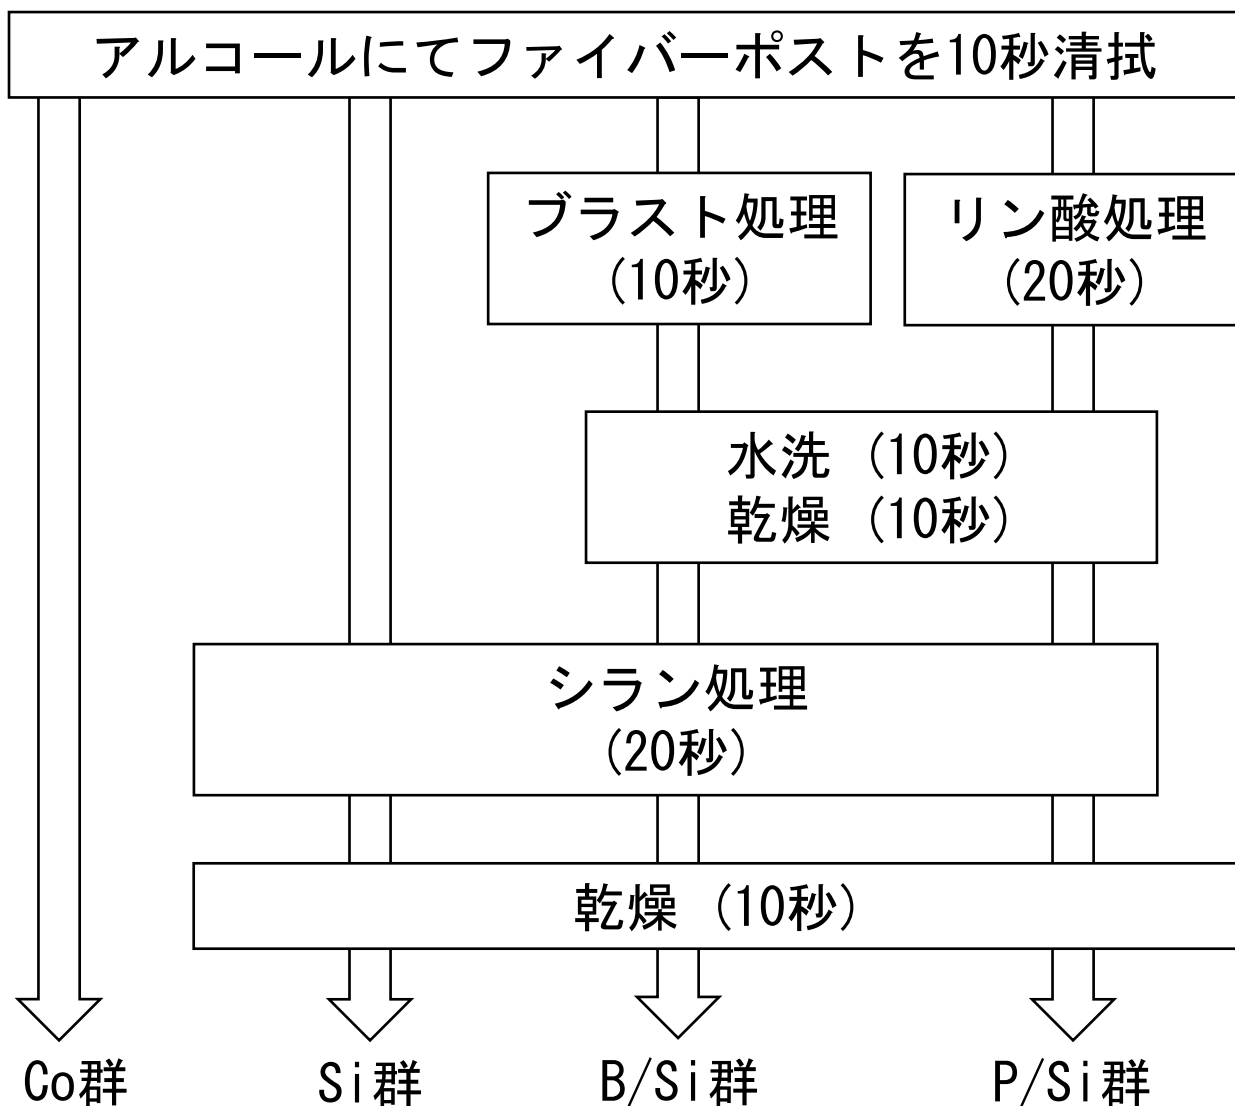 アルコールにてファイバーポストを10秒清拭
ブラスト処理
(10秒)
リン酸処理
(20秒)
水洗 (10秒)
乾燥 (10秒)
シラン処理
(20秒)
乾燥 (10秒)
Co群
Si群
B/Si群
P/Si群